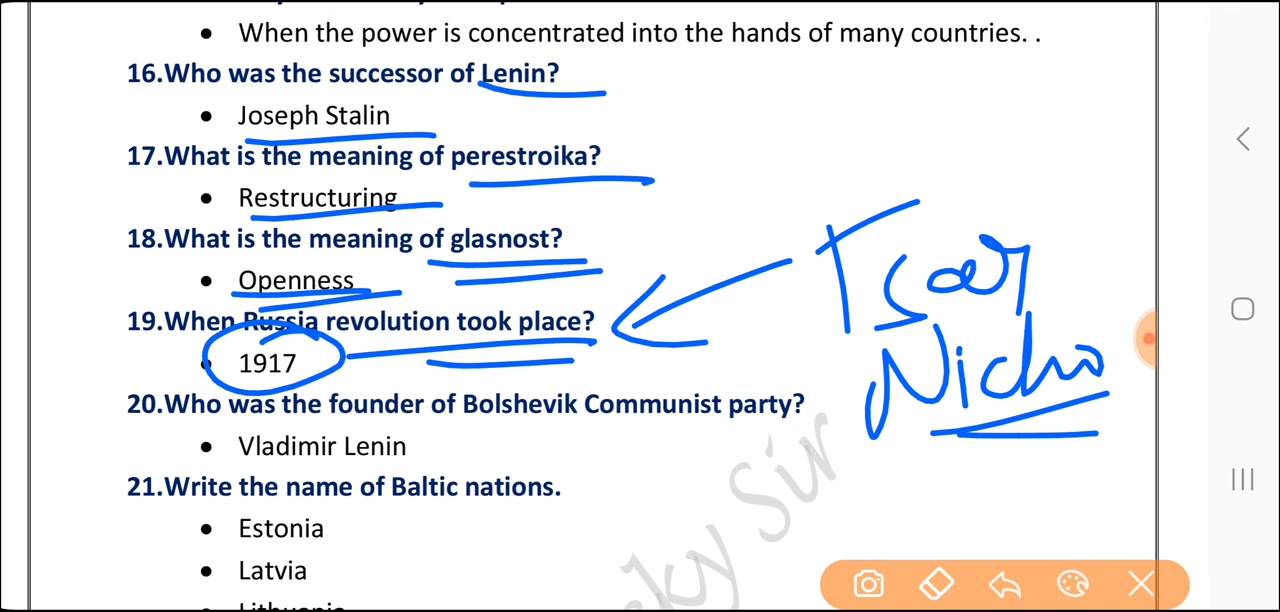 • When the power is concentrated into the hands of many countries. .
16.Who was the successor of Lenin?
• Joseph Stalin
17.What is the meaning of perestroika?
• Restructuring
18.What is the meaning of glasnost?
• Openness
19.When Russia revolution took place?
• 1917
Tsar
20.Who was the founder of Bolshevik Communist party?
• Vladimir Lenin
21.Write the name of Baltic nations.
• Estonia
• Latvia
Sir